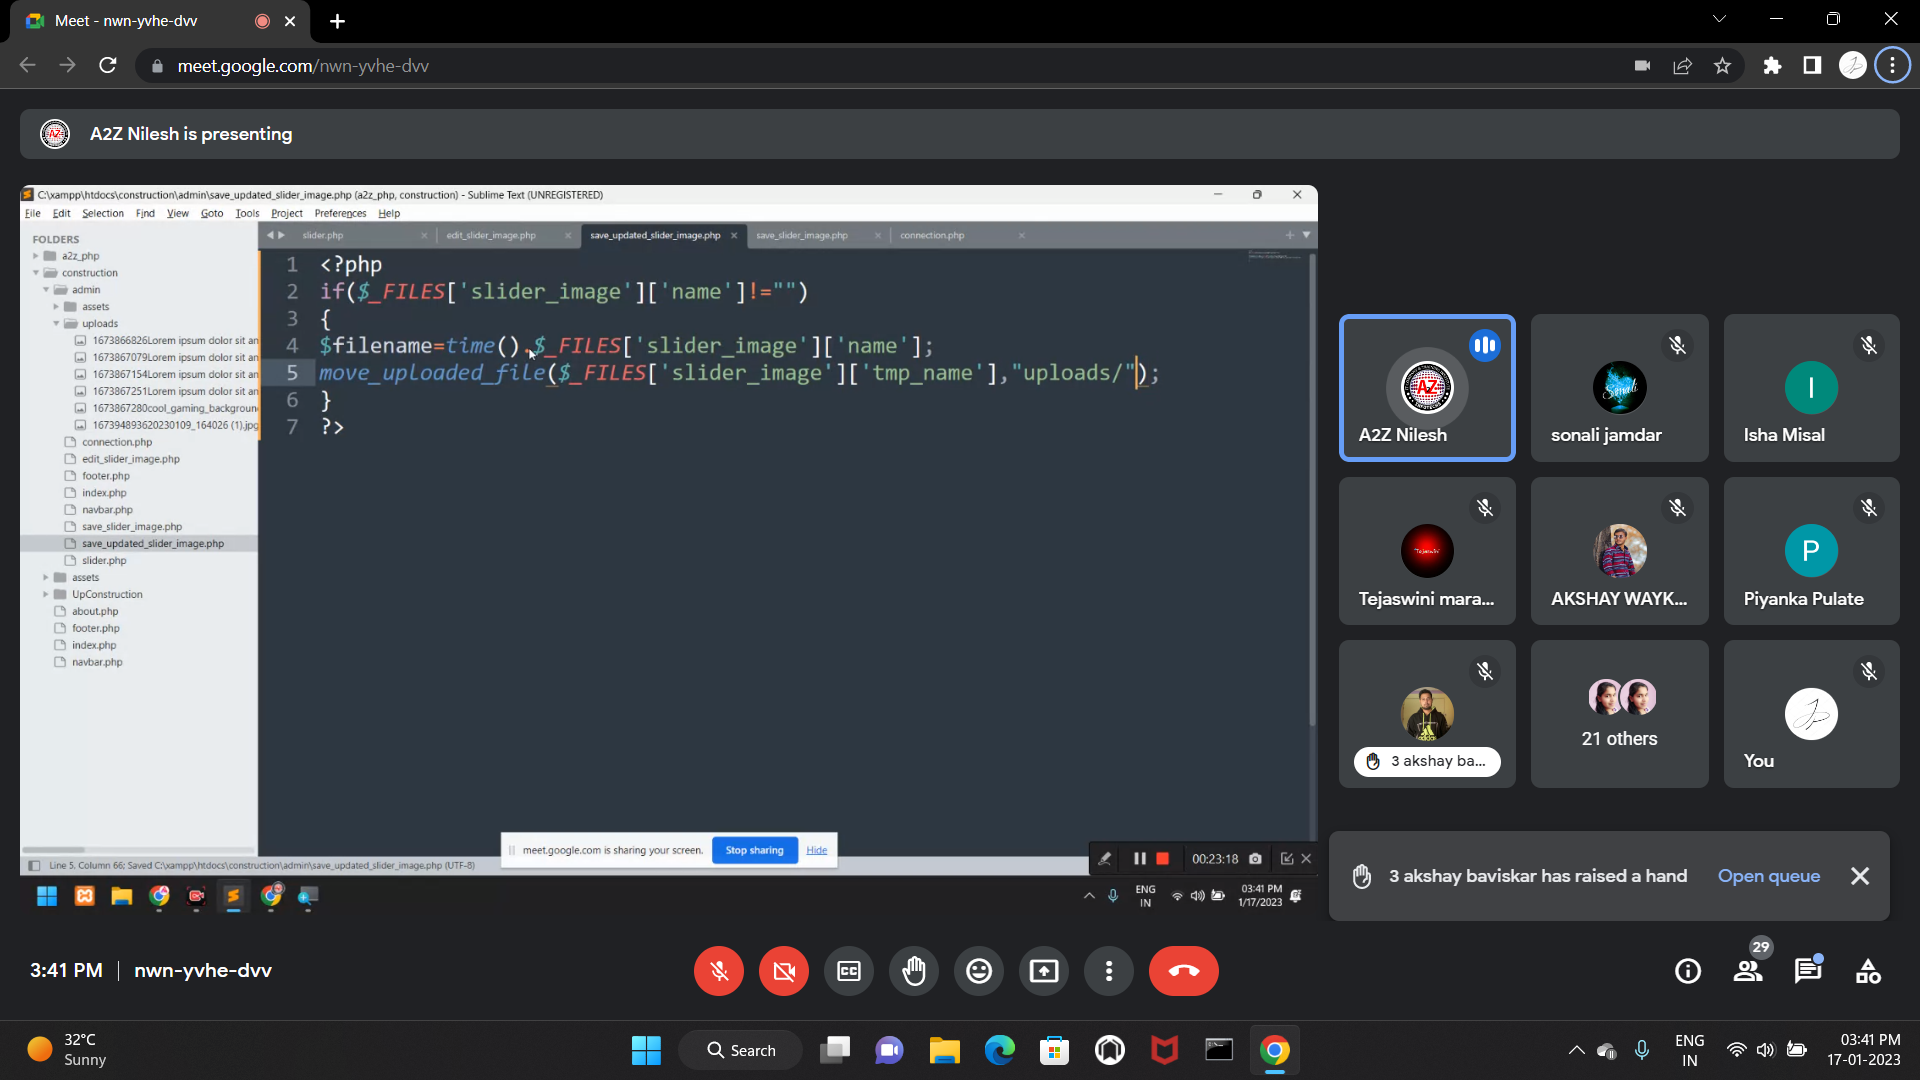 Meet - nwn-yvhe-dvv
meet.google.com/nwn-yvhe-dvv
A2Z Nilesh is presenting
C:\xampp\htdocs\construction\admin\save_updated_slider_image.php (a2z_php, construction) - Sublime Text (UNREGISTERED)
File Edit Selection Find View Goto Tools Project Preferences Help
FOLDERS
a2z_php
construction
admin
assets
uploads
1673866826Lorem ipsum dolor sit an
1673867079Lorem ipsum dolor sit an
1673867154Lorem ipsum dolor sit an
1673867251Lorem ipsum dolor sit an
1673867280cool_gaming_backgroun
167394893620230109_164026 (1).jpg
connection.php
edit_slider_image.php
footer.php
index.php
navbar.php
save_slider_image.php
save_updated_slider_image.php
slider.php
assets
UpConstruction
about.php
footer.php
index.php
navbar.php
slider.php edit_slider_image.php save_updated_slider_image.php save_slider_image.php connection.php
1 <?php
2 if($_FILES['slider_image']['name']!="")
3 {
4 $filename=time().$_FILES['slider_image']['name'];
5 move_uploaded_file($_FILES['slider_image']['tmp_name'],"uploads/");
6 }
7 ?>
meet.google.com is sharing your screen. Stop sharing Hide
Line 5, Column 66; Saved C:\xampp\htdocs\construction\admin\save_updated_slider_image.php (UTF-8)
00:23:18
ENG
IN
03:41 PM
1/17/2023
AZ
A2Z Nilesh
Sonali
sonali jamdar
I
Isha Misal
Tejaswini
Tejaswini mara...
AKSHAY WAYK...
P
Piyanka Pulate
3 akshay ba...
21 others
You
3 akshay baviskar has raised a hand Open queue
3:41 PM | nwn-yvhe-dvv
CC
29
32°C
Sunny
Search
ENG
IN
03:41 PM
17-01-2023